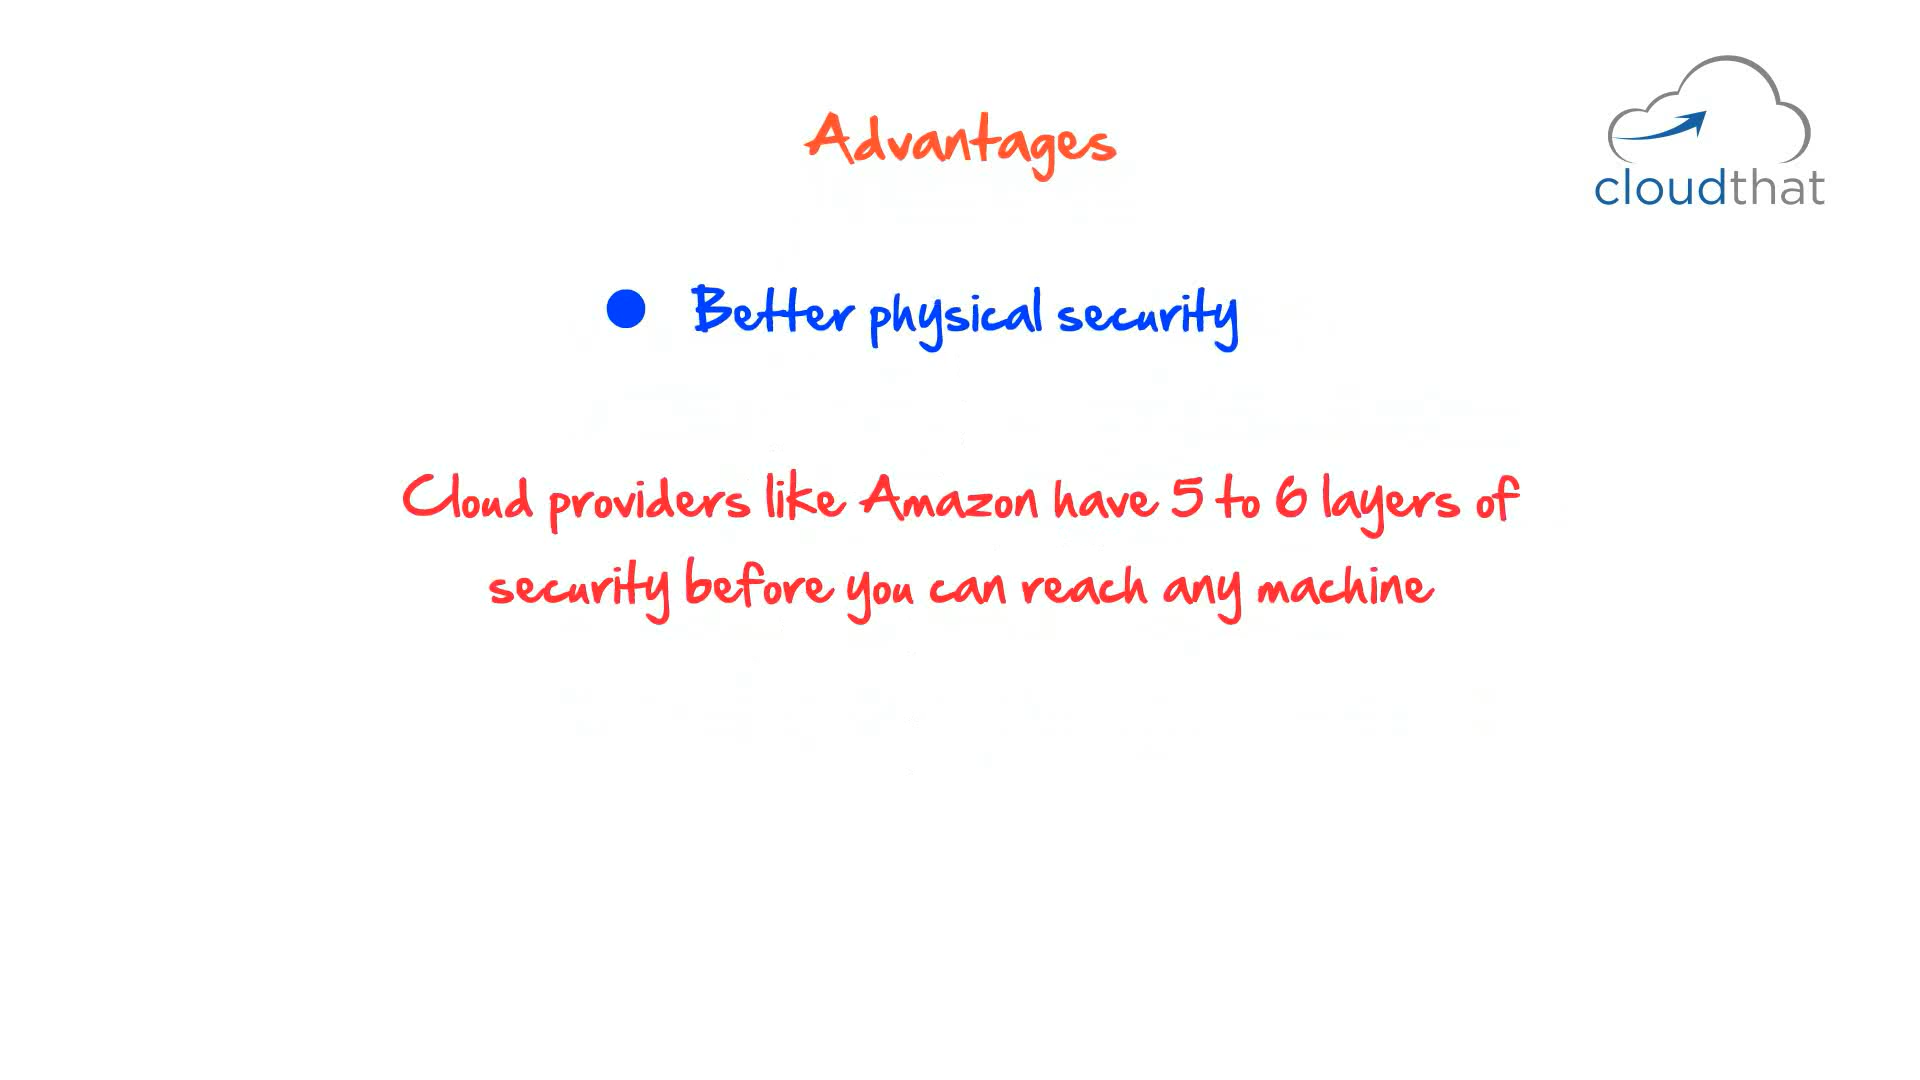 Advantages
cloudthat
● Better physical security
Cloud providers like Amazon have 5 to 6 layers of
security before you can reach any machine